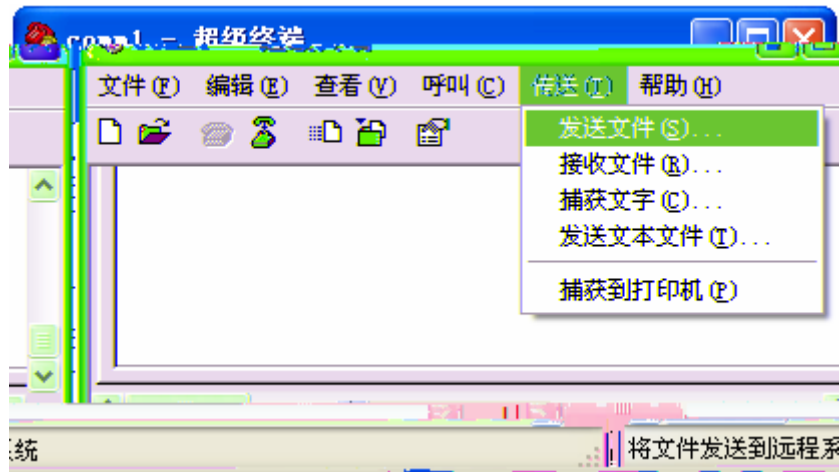 comm1 - 超级终端
文件(F) 编辑(E) 查看(V) 呼叫(C) 传送(T) 帮助(H)
发送文件(S)...
接收文件(R)...
捕获文字(C)...
发送文本文件(T)...
捕获到打印机(P)
统
将文件发送到远程系